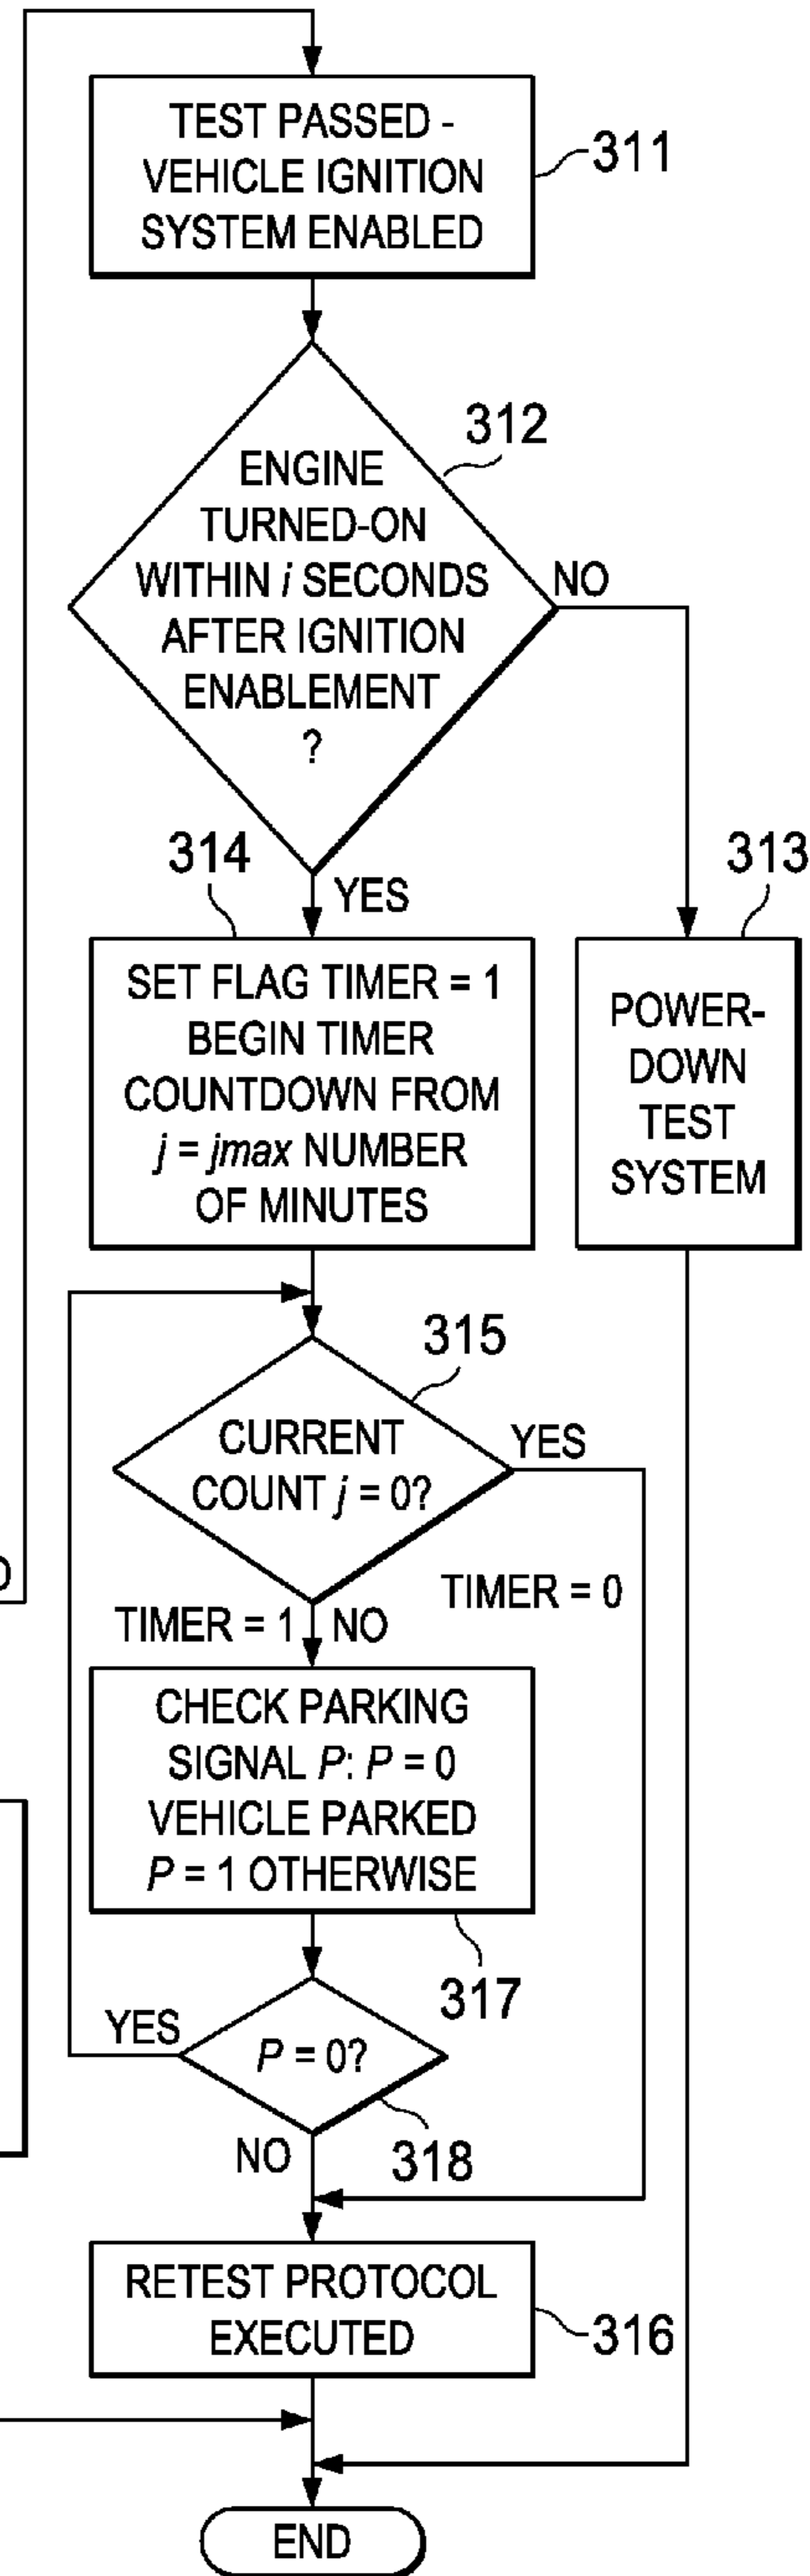 TEST PASSED -
VEHICLE IGNITION
SYSTEM ENABLED
311
312
ENGINE
TURNED-ON
WITHIN i SECONDS
AFTER IGNITION
ENABLEMENT
?
NO
YES
314
SET FLAG TIMER = 1
BEGIN TIMER
COUNTDOWN FROM
j = jmax NUMBER
OF MINUTES
313
POWER-
DOWN
TEST
SYSTEM
315
CURRENT
COUNT j = 0?
YES
TIMER = 0
TIMER = 1 NO
CHECK PARKING
SIGNAL P: P = 0
VEHICLE PARKED
P = 1 OTHERWISE
317
YES
P = 0?
318
NO
RETEST PROTOCOL
EXECUTED
316
END